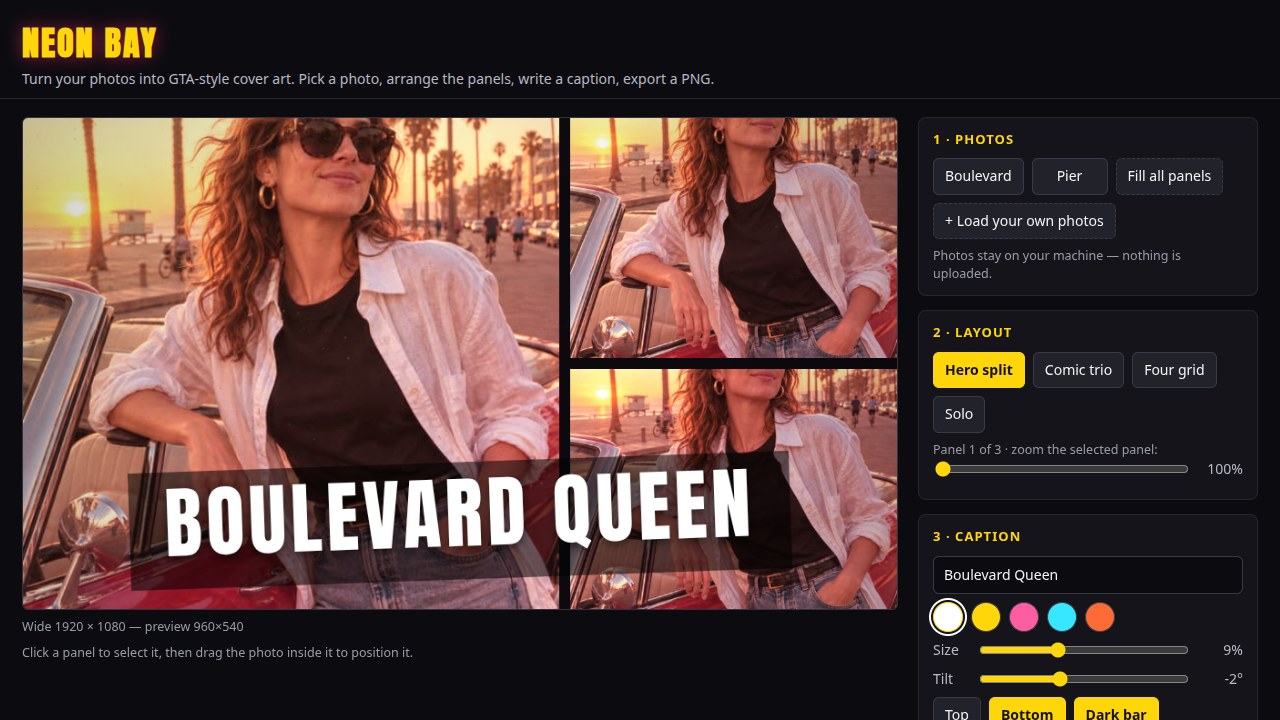 NEON BAY
Turn your photos into GTA-style cover art. Pick a photo, arrange the panels, write a caption, export a PNG.
BOULEVARD QUEEN
Wide 1920 × 1080 — preview 960×540
Click a panel to select it, then drag the photo inside it to position it.
1 · PHOTOS
Boulevard Pier Fill all panels
+ Load your own photos
Photos stay on your machine — nothing is
uploaded.
2 · LAYOUT
Hero split Comic trio Four grid
Solo
Panel 1 of 3 · zoom the selected panel:
100%
3 · CAPTION
Boulevard Queen
Size 9%
Tilt -2°
Top Bottom Dark bar